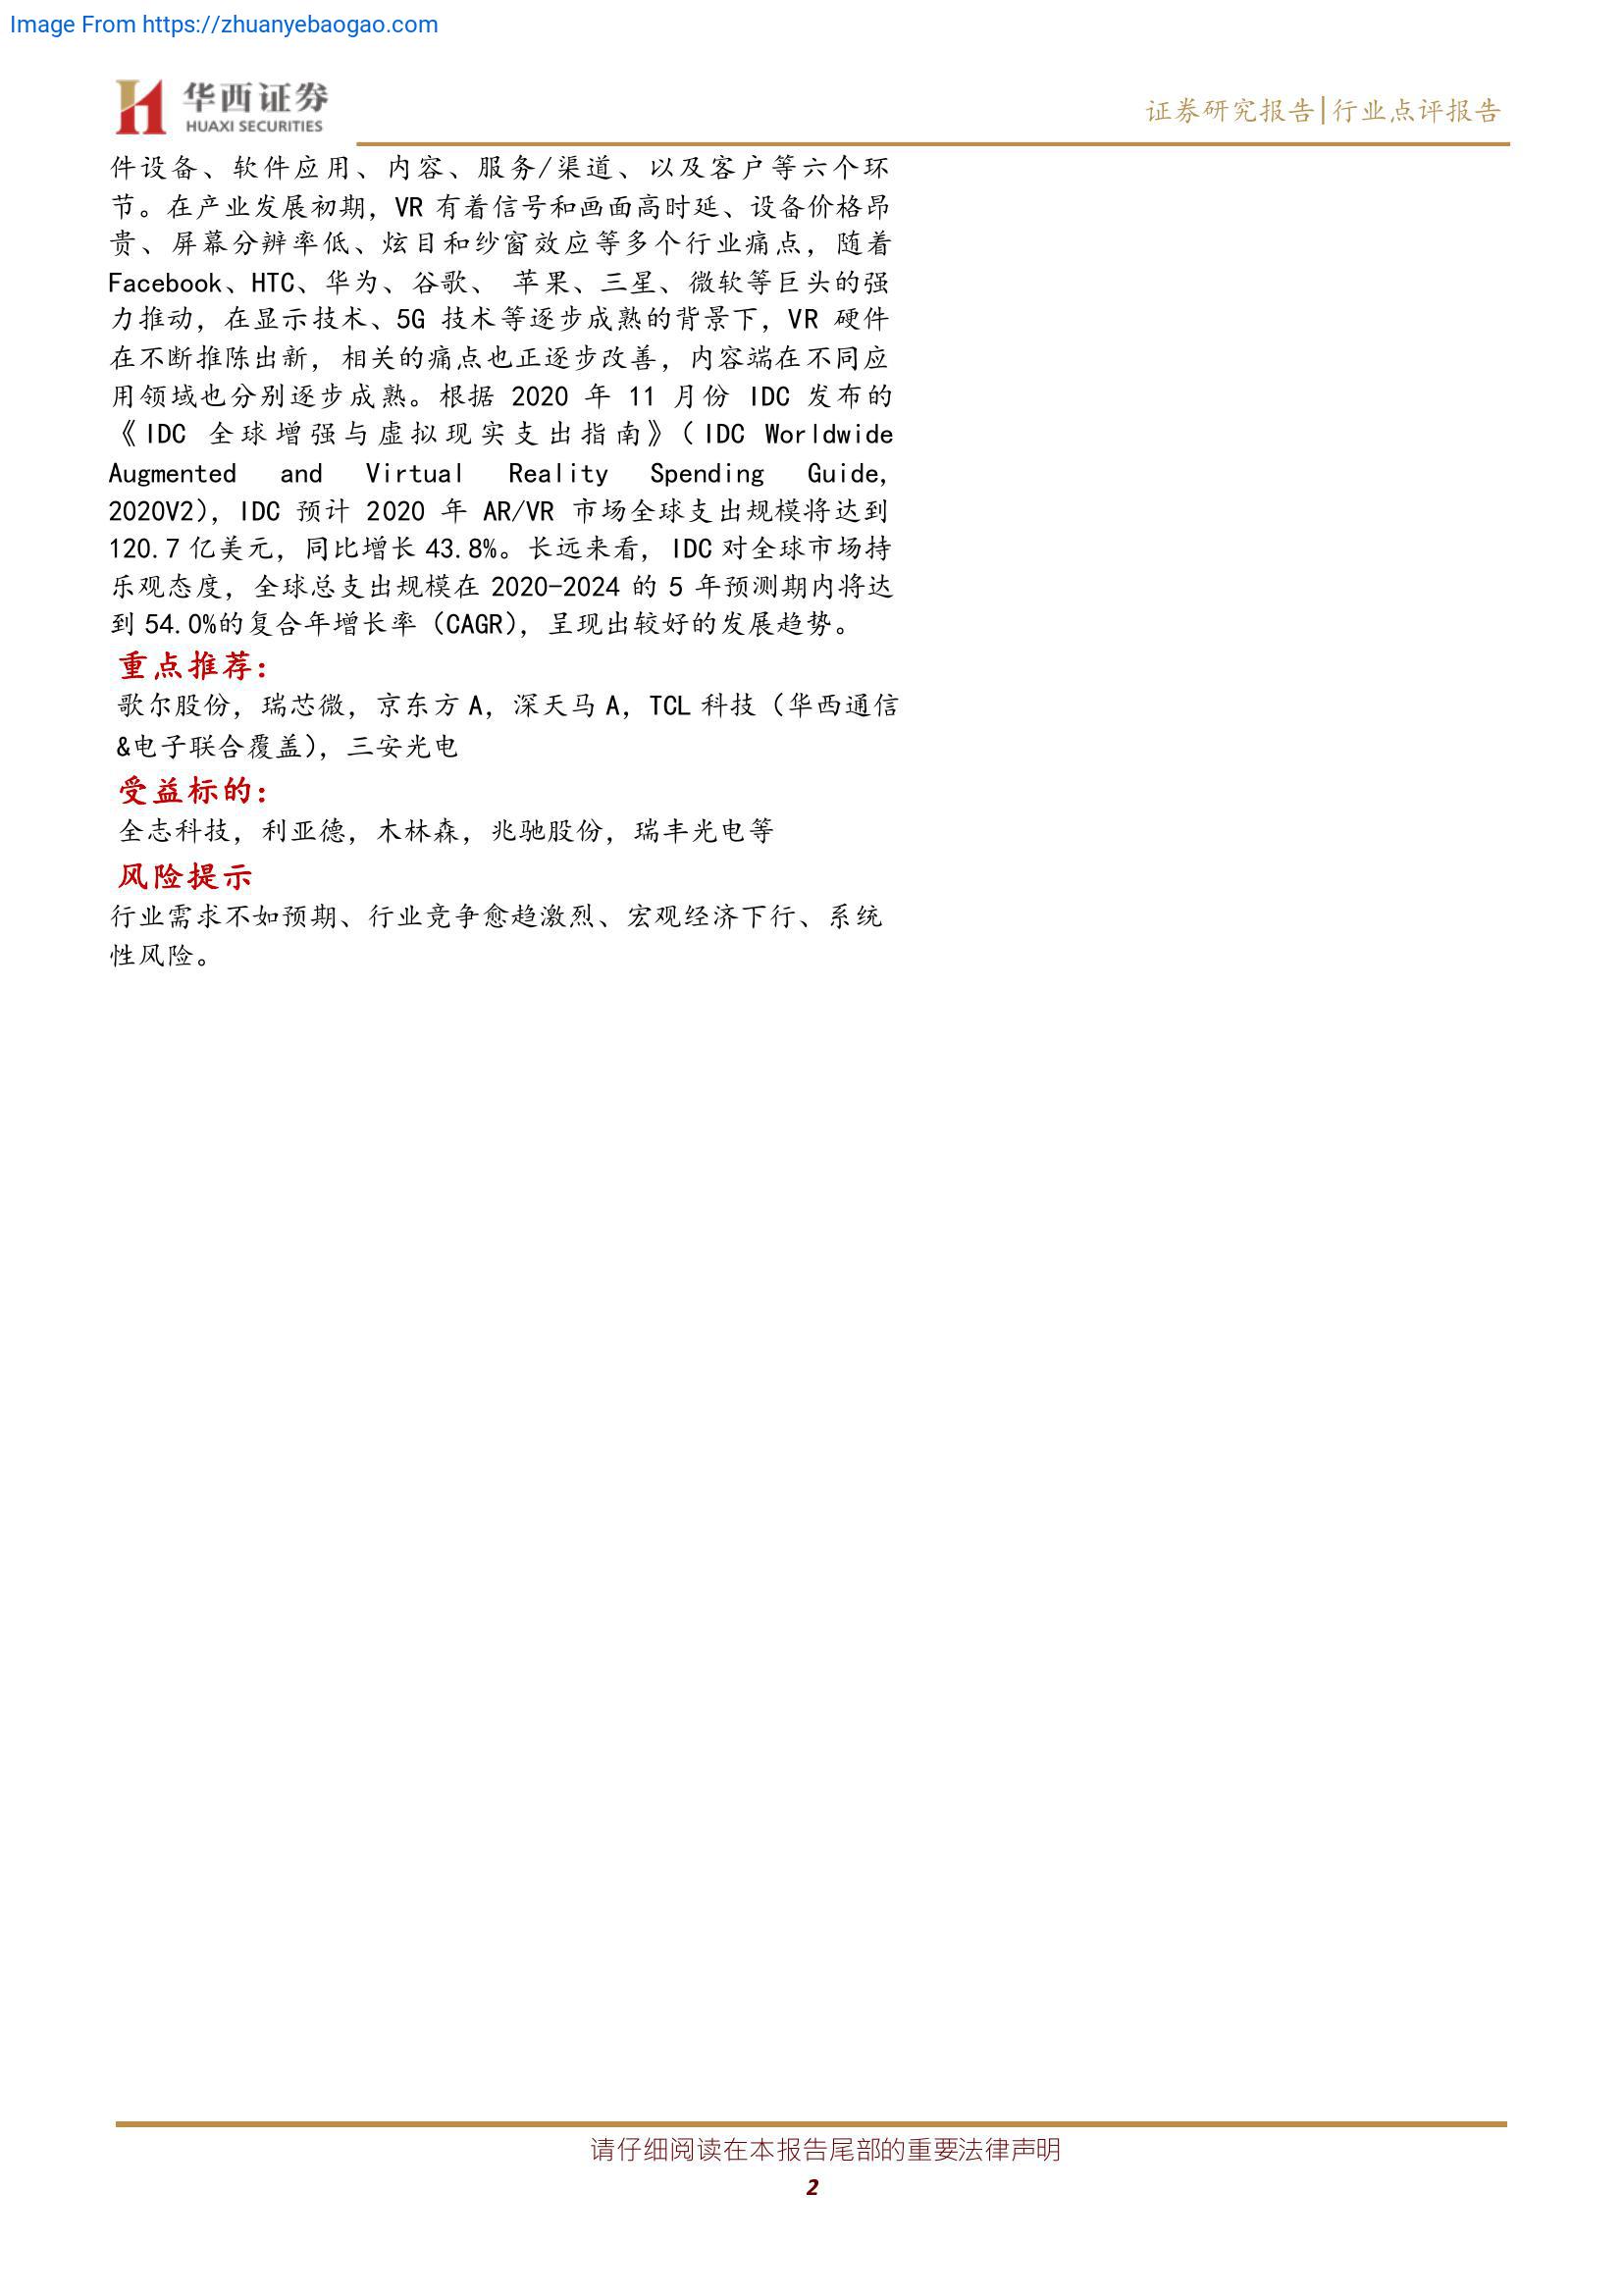 Image From https://zhuanyebaogao.com
华西证券
HUAXI SECURITIES
证券研究报告|行业点评报告
件设备、软件应用、内容、服务/渠道、以及客户等六个环
节。在产业发展初期，VR 有着信号和画面高时延、设备价格昂
贵、屏幕分辨率低、炫目和纱窗效应等多个行业痛点，随着
Facebook、HTC、华为、谷歌、 苹果、三星、微软等巨头的强
力推动，在显示技术、5G 技术等逐步成熟的背景下，VR 硬件
在不断推陈出新，相关的痛点也正逐步改善，内容端在不同应
用领域也分别逐步成熟。根据 2020 年 11 月份 IDC 发布的
《IDC 全球增强与虚拟现实支出指南》（IDC Worldwide
Augmented and Virtual Reality Spending Guide,
2020V2），IDC 预计 2020 年 AR/VR 市场全球支出规模将达到
120.7 亿美元，同比增长 43.8%。长远来看，IDC 对全球市场持
乐观态度，全球总支出规模在 2020-2024 的 5 年预测期内将达
到 54.0%的复合年增长率（CAGR），呈现出较好的发展趋势。
重点推荐：
歌尔股份，瑞芯微，京东方 A，深天马 A，TCL 科技（华西通信
&电子联合覆盖），三安光电
受益标的：
全志科技，利亚德，木林森，兆驰股份，瑞丰光电等
风险提示
行业需求不如预期、行业竞争愈趋激烈、宏观经济下行、系统
性风险。
请仔细阅读在本报告尾部的重要法律声明
2